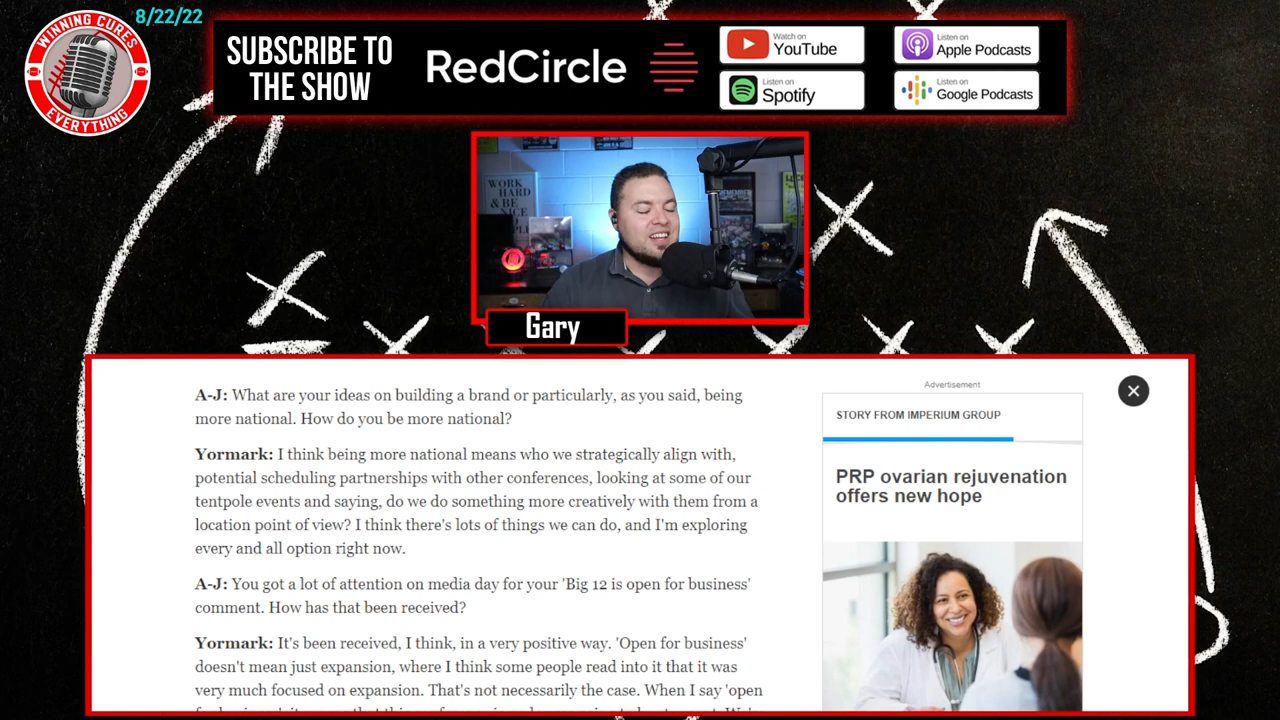 8/22/22
WINNING CURES
EVERYTHING
SUBSCRIBE TO
THE SHOW
RedCircle
Watch on
YouTube
Listen on
Spotify
Listen on
Apple Podcasts
Listen on
Google Podcasts
WORK
HARD
& BE
NICE
Gary
A-J: What are your ideas on building a brand or particularly, as you said, being
more national. How do you be more national?
Yormark: I think being more national means who we strategically align with,
potential scheduling partnerships with other conferences, looking at some of our
tentpole events and saying, do we do something more creatively with them from a
location point of view? I think there's lots of things we can do, and I'm exploring
every and all option right now.
A-J: You got a lot of attention on media day for your 'Big 12 is open for business'
comment. How has that been received?
Yormark: It's been received, I think, in a very positive way. 'Open for business'
doesn't mean just expansion, where I think some people read into it that it was
very much focused on expansion. That's not necessarily the case. When I say 'open
Advertisement
STORY FROM IMPERIUM GROUP
PRP ovarian rejuvenation
offers new hope